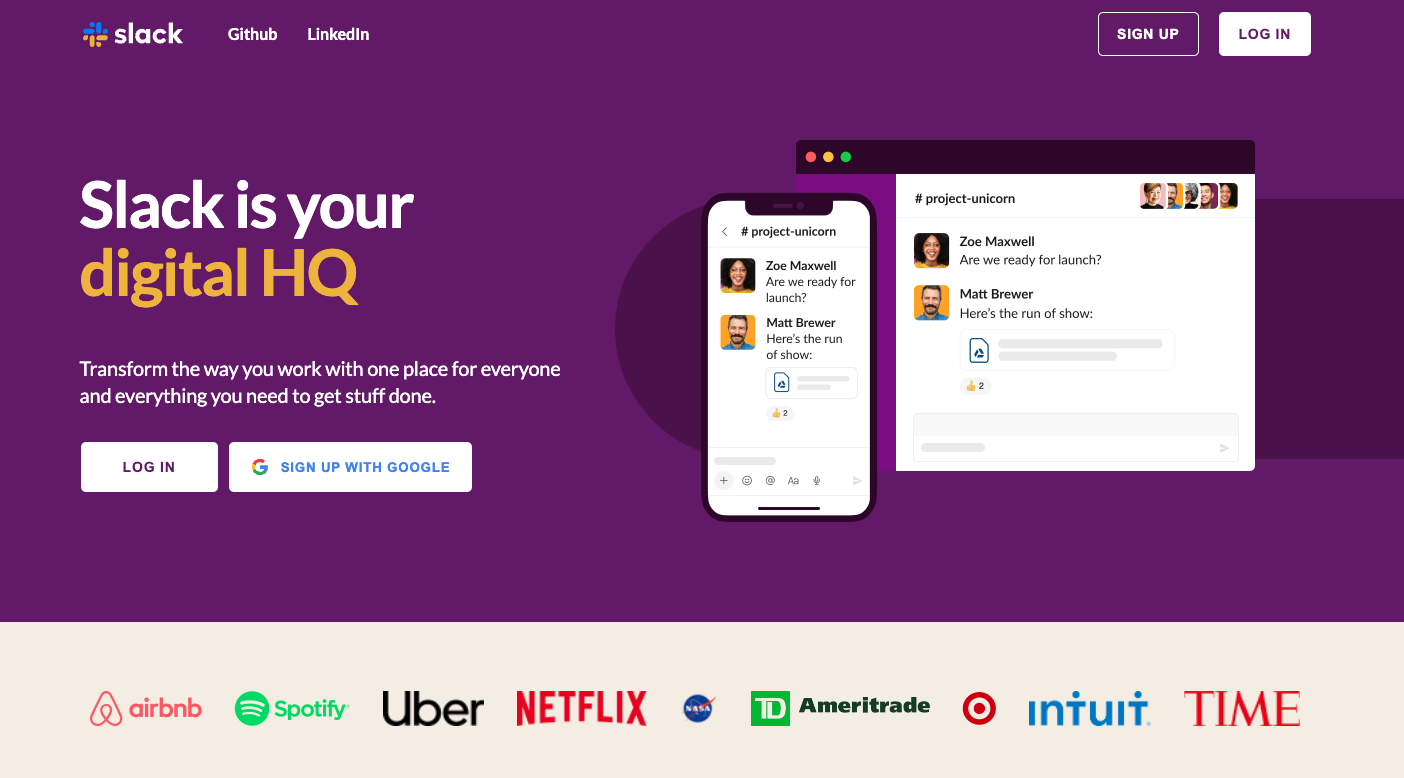 slack
Github
LinkedIn
SIGN UP
LOG IN
Slack is your
digital HQ
Transform the way you work with one place for everyone
and everything you need to get stuff done.
LOG IN
SIGN UP WITH GOOGLE
# project-unicorn
Zoe Maxwell
Are we ready for
launch?
Matt Brewer
Here's the run
of show:
2
Aa
# project-unicorn
Zoe Maxwell
Are we ready for launch?
Matt Brewer
Here's the run of show:
2
airbnb
Spotify
Uber
NETFLIX
NASA
TD
Ameritrade
intuit
TIME